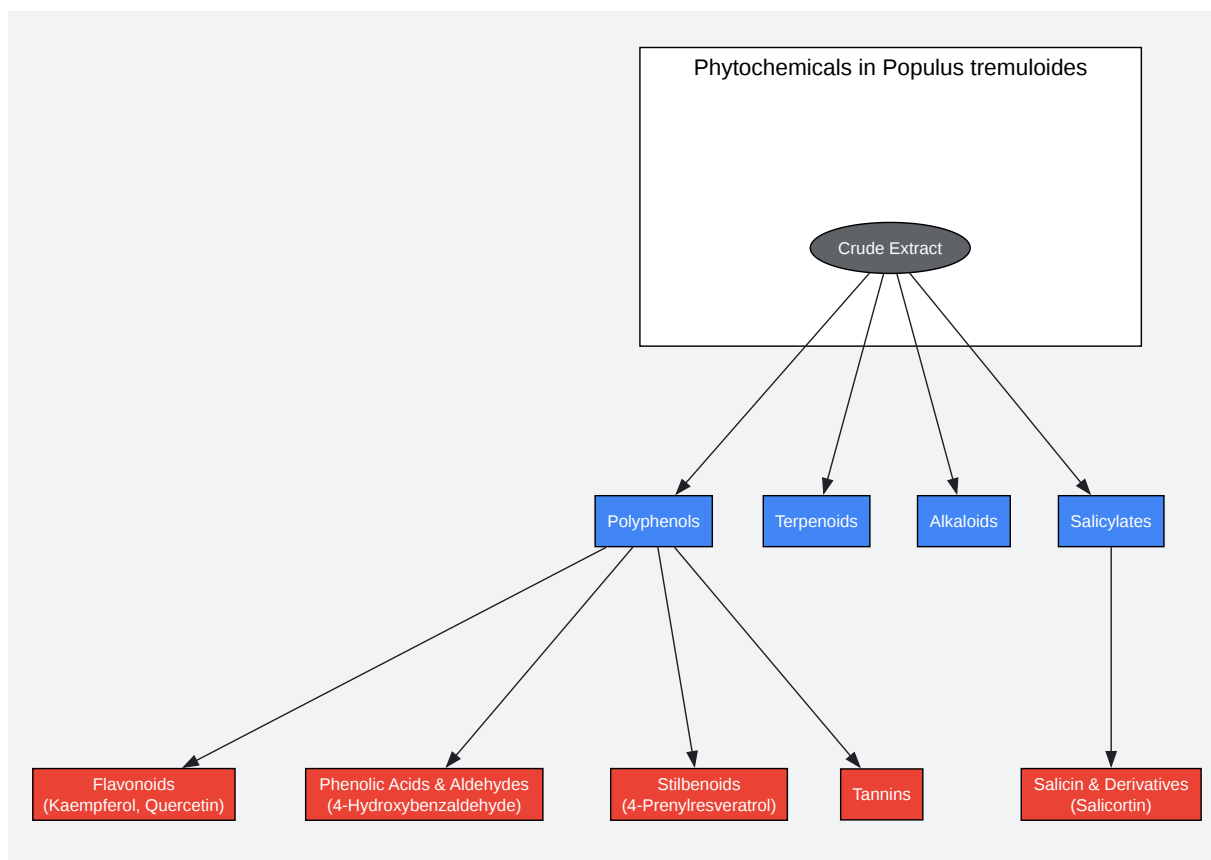 Phytochemicals in Populus tremuloides
Crude Extract
Polyphenols
Terpenoids
Alkaloids
Salicylates
Flavonoids
(Kaempferol, Quercetin)
Phenolic Acids & Aldehydes
(4-Hydroxybenzaldehyde)
Stilbenoids
(4-Prenylresveratrol)
Tannins
Salicin & Derivatives
(Salicortin)